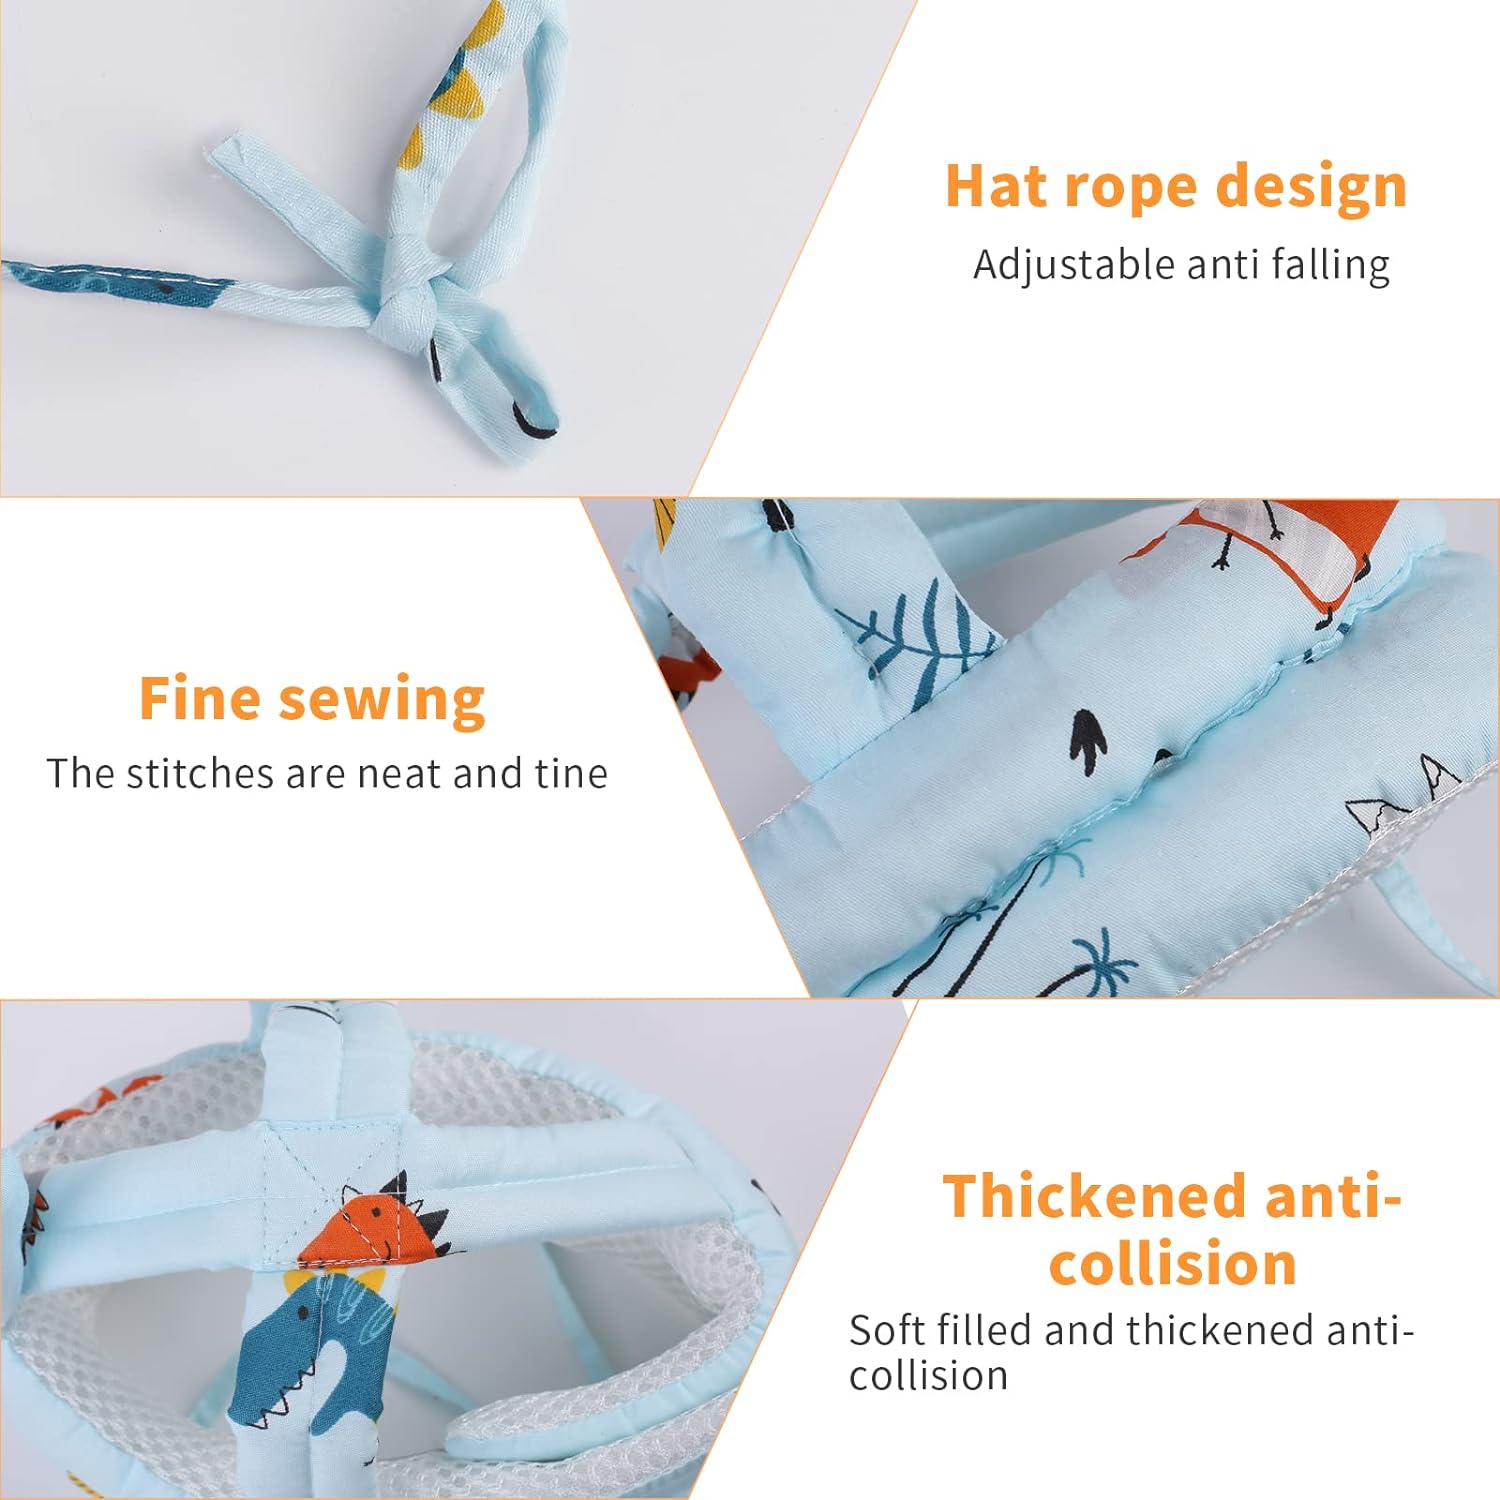 Hat rope design
Adjustable anti falling
Fine sewing
The stitches are neat and tine
Thickened anti-
collision
Soft filled and thickened anti-
collision